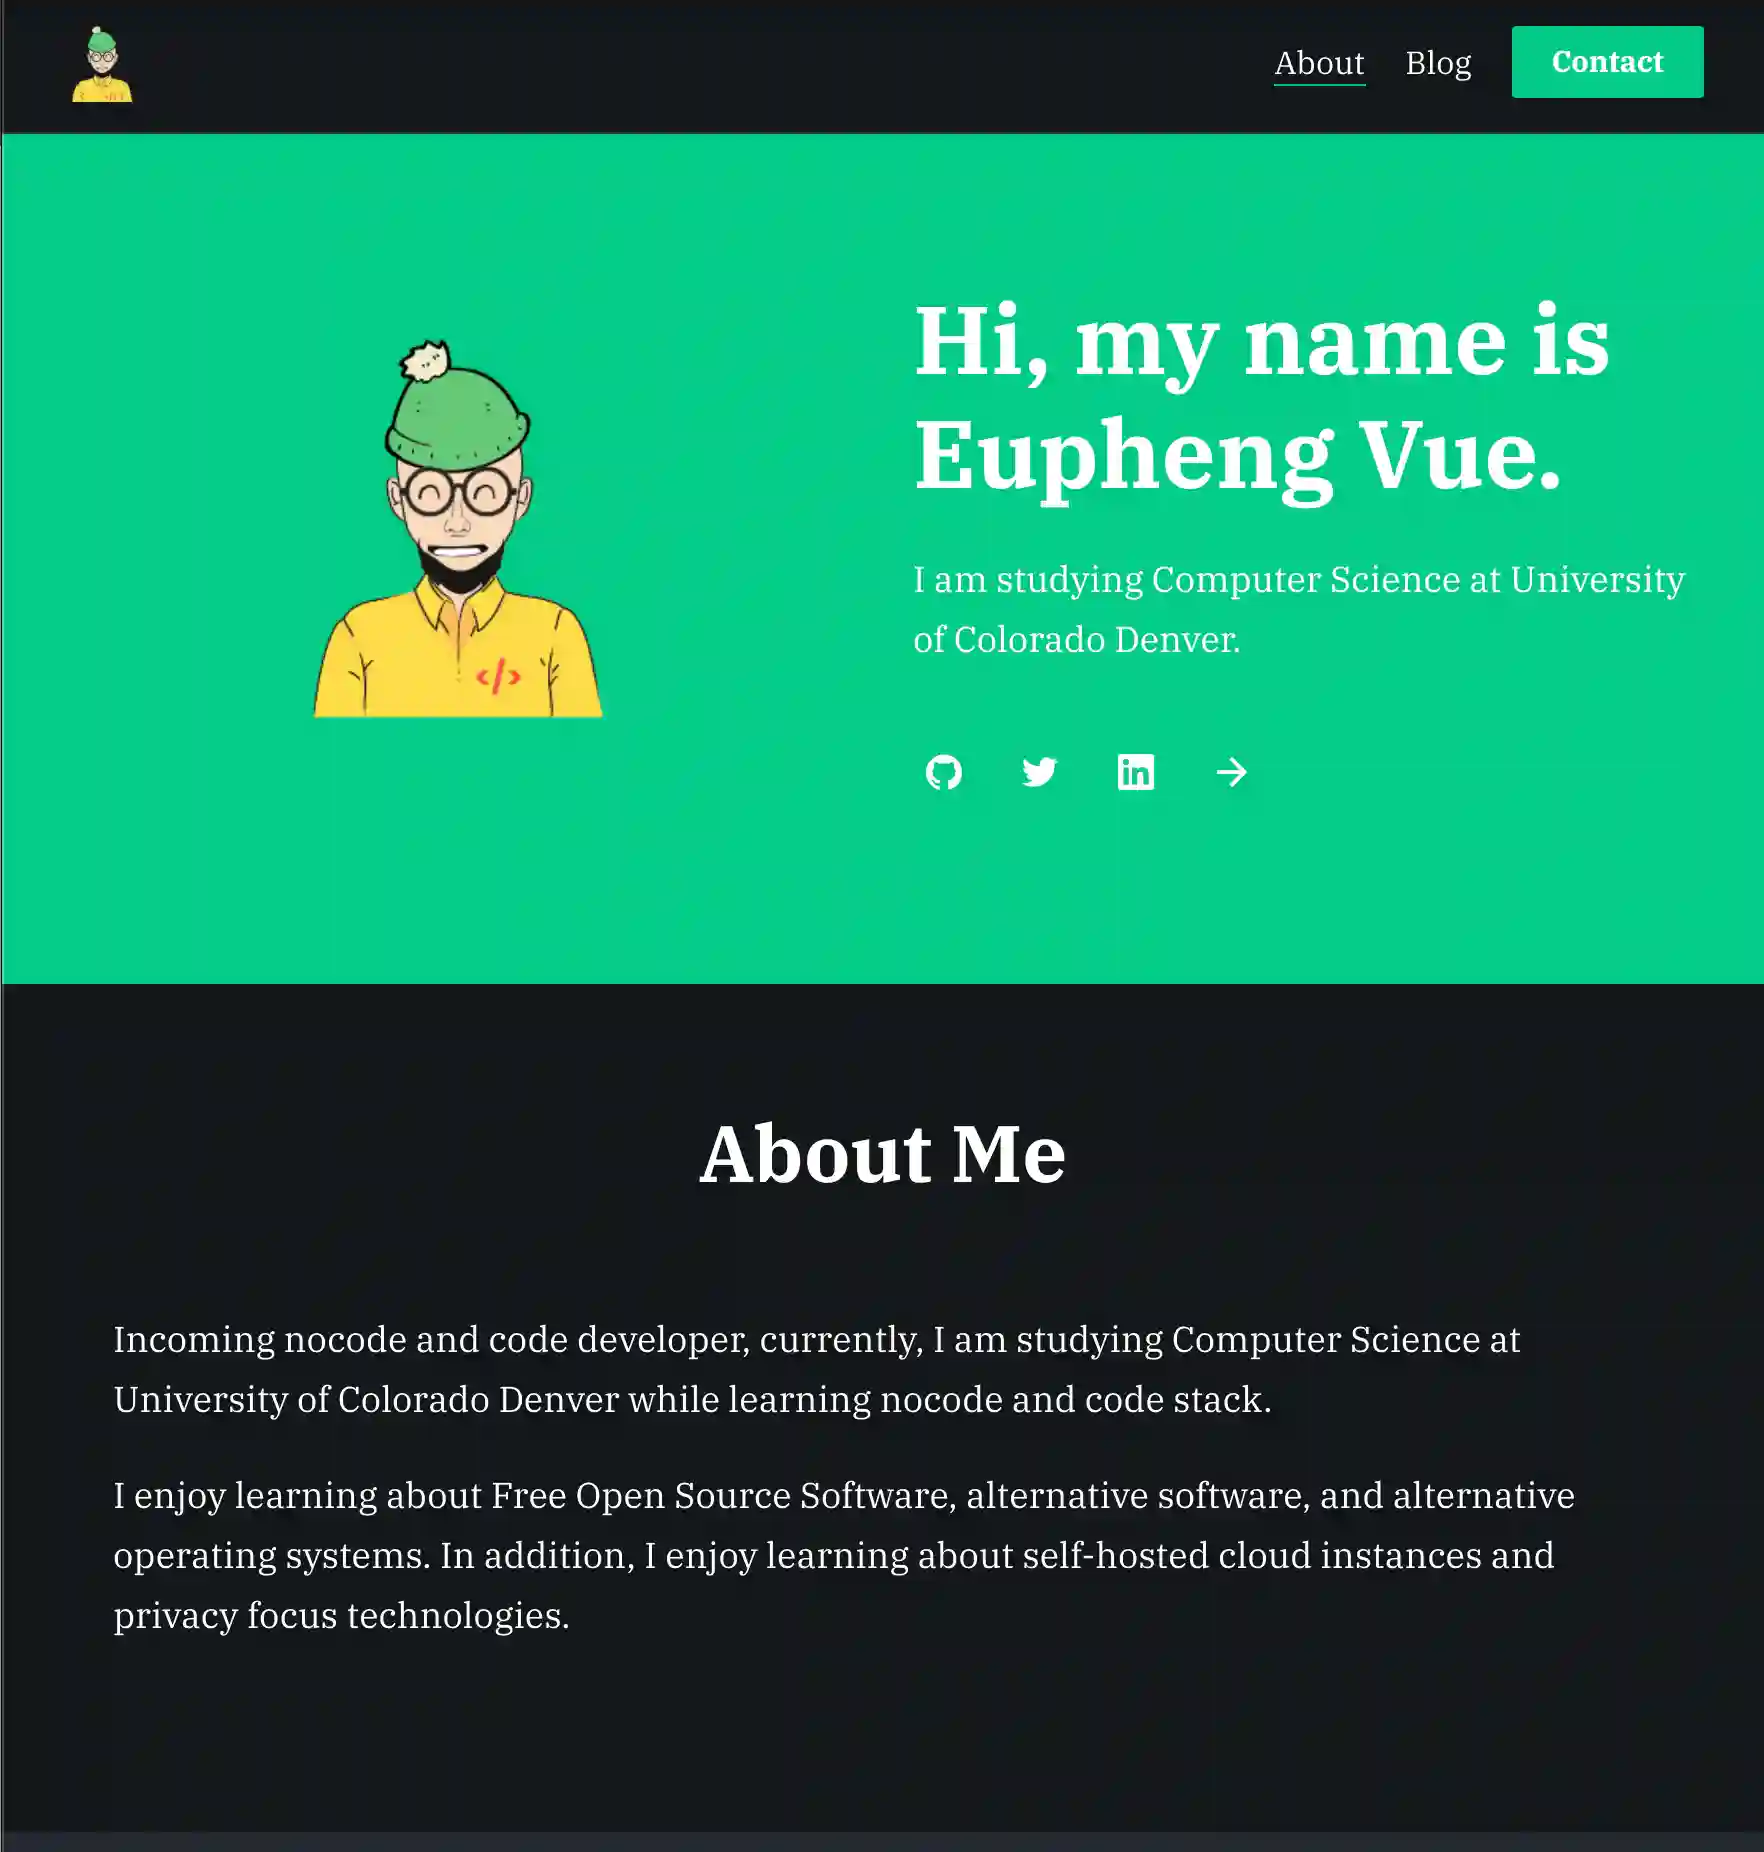 About Blog Contact
Hi, my name is
Eupheng Vue.
I am studying Computer Science at University
of Colorado Denver.
</>
in
About Me
Incoming nocode and code developer, currently, I am studying Computer Science at
University of Colorado Denver while learning nocode and code stack.
I enjoy learning about Free Open Source Software, alternative software, and alternative
operating systems. In addition, I enjoy learning about self-hosted cloud instances and
privacy focus technologies.